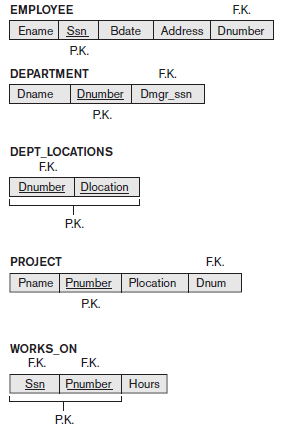 EMPLOYEE F.K.
Ename Ssn Bdate Address Dnumber
P.K.
DEPARTMENT F.K.
Dname Dnumber Dmgr_ssn
P.K.
DEPT_LOCATIONS
F.K.
Dnumber Dlocation
P.K.
PROJECT F.K.
Pname Pnumber Plocation Dnum
P.K.
WORKS_ON
F.K. F.K.
Ssn Pnumber Hours
P.K.